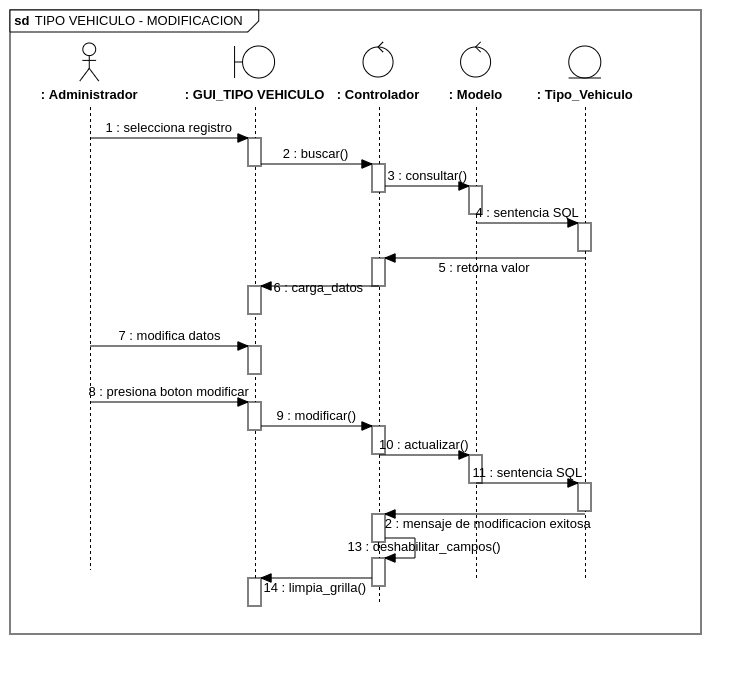 sd TIPO VEHICULO - MODIFICACION
: Administrador : GUI_TIPO VEHICULO : Controlador : Modelo : Tipo_Vehiculo
1 : selecciona registro
2 : buscar()
3 : consultar()
4 : sentencia SQL
5 : retorna valor
6 : carga_datos
7 : modifica datos
8 : presiona boton modificar
9 : modificar()
10 : actualizar()
11 : sentencia SQL
2 : mensaje de modificacion exitosa
13 : deshabilitar_campos()
14 : limpia_grilla()